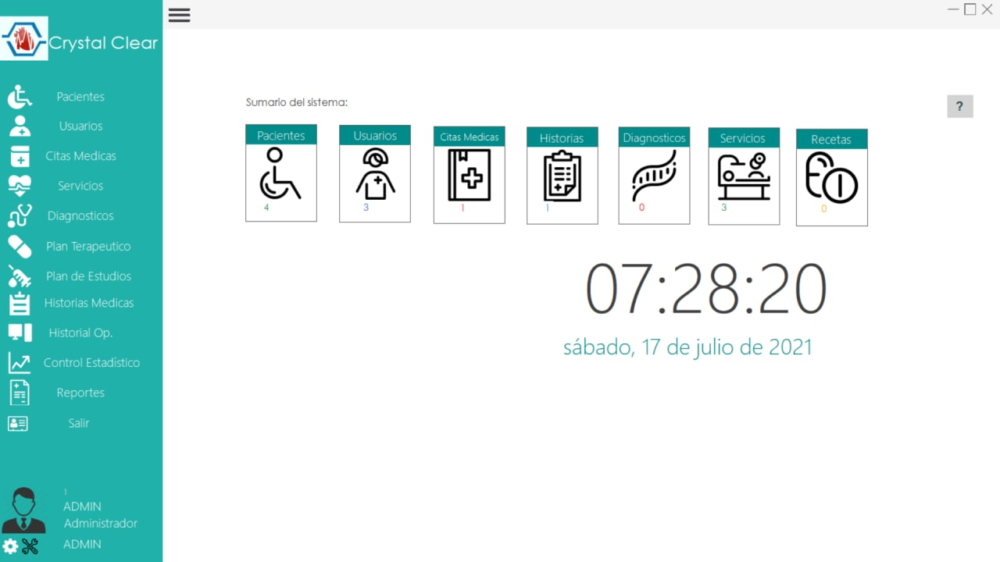 Crystal Clear
Pacientes
Usuarios
Citas Medicas
Servicios
Diagnosticos
Plan Terapeutico
Plan de Estudios
Historias Medicas
Historial Op.
Control Estadístico
Reportes
Salir
1
ADMIN
Administrador
ADMIN
Sumario del sistema:
?
Pacientes
4
Usuarios
3
Citas Medicas
1
Historias
1
Diagnosticos
0
Servicios
3
Recetas
0
07:28:20
sábado, 17 de julio de 2021